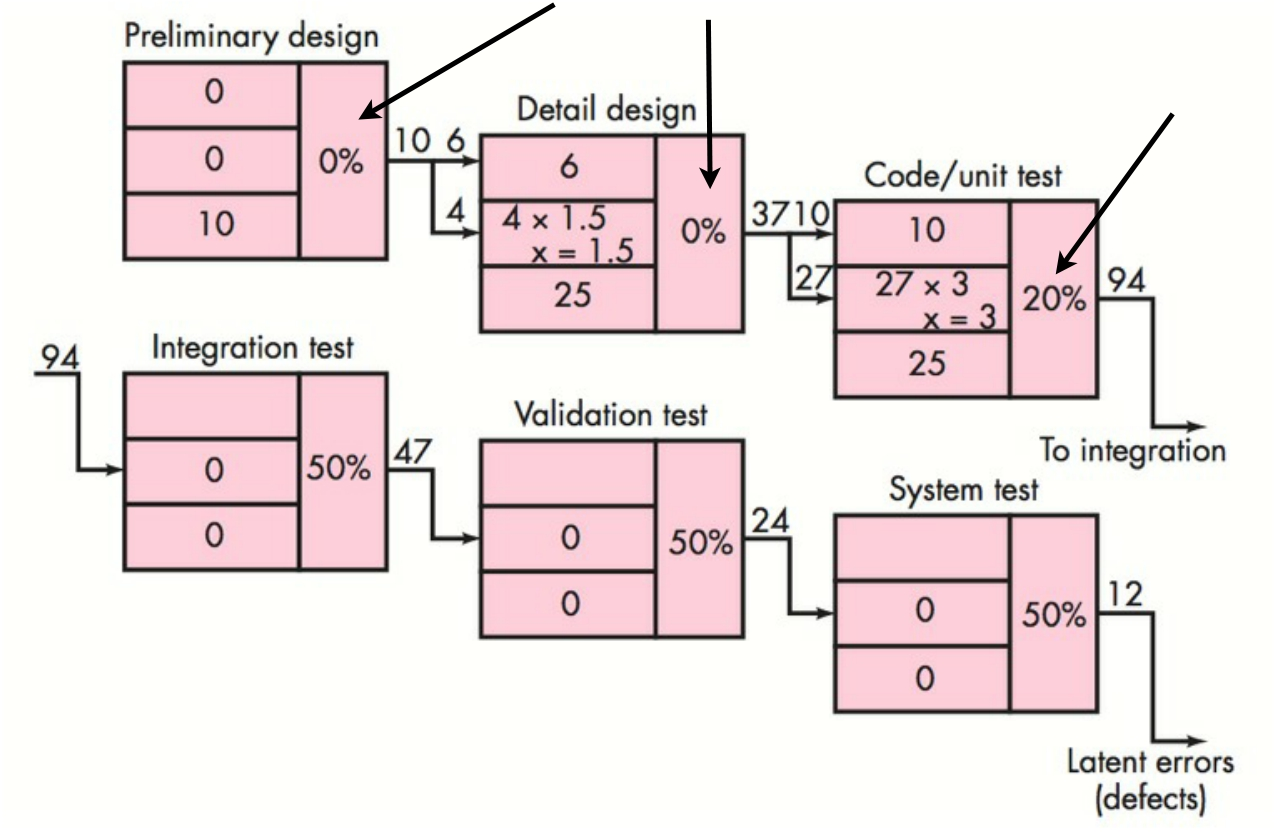 Preliminary design
0
0
10
0%
10 6
4
Detail design
6
4 × 1.5
x = 1.5
25
0%
37 10
27
Code/unit test
10
27 × 3
x = 3
25
20%
94
To integration
94
Integration test
0
0
50%
47
Validation test
0
0
50%
24
System test
0
0
50%
12
Latent errors
(defects)